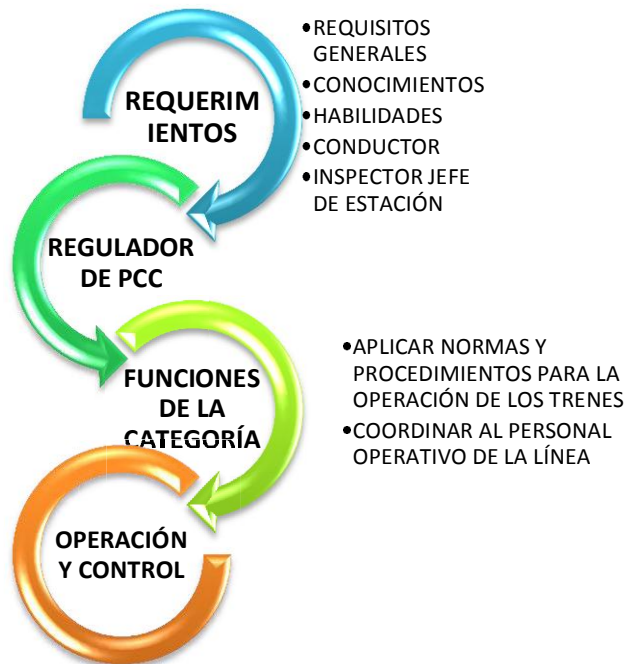 REQUERIM
IENTOS
•REQUISITOS
GENERALES
•CONOCIMIENTOS
•HABILIDADES
•CONDUCTOR
•INSPECTOR JEFE
DE ESTACIÓN
REGULADOR
DE PCC
FUNCIONES
DE LA
CATEGORÍA
•APLICAR NORMAS Y
PROCEDIMIENTOS PARA LA
OPERACIÓN DE LOS TRENES
•COORDINAR AL PERSONAL
OPERATIVO DE LA LÍNEA
OPERACIÓN
Y CONTROL